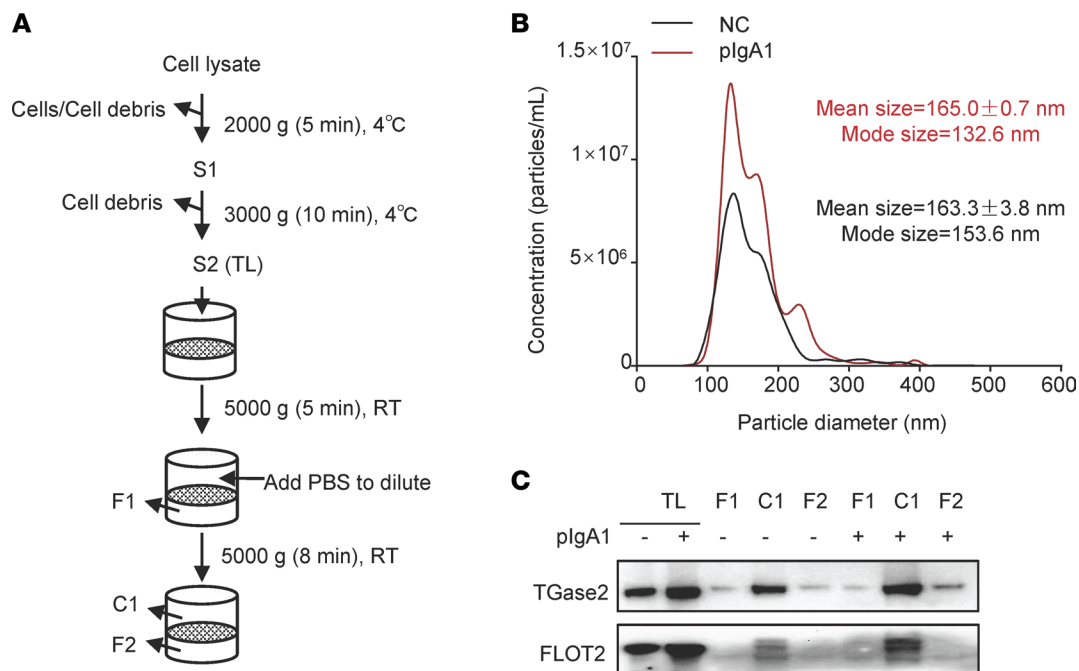 A
Cell lysate
Cells/Cell debris
2000 g (5 min), 4℃
S1
Cell debris
3000 g (10 min), 4℃
S2 (TL)
5000 g (5 min), RT
Add PBS to dilute
F1
5000 g (8 min), RT
C1
F2
B
NC
pIgA1
1.5×10⁷
1×10⁷
5×10⁶
0
Concentration (particles/mL)
Mean size=165.0±0.7 nm
Mode size=132.6 nm
Mean size=163.3±3.8 nm
Mode size=153.6 nm
0 100 200 300 400 500 600
Particle diameter (nm)
C
TL F1 C1 F2 F1 C1 F2
pIgA1 - + - - - + + +
TGase2
FLOT2